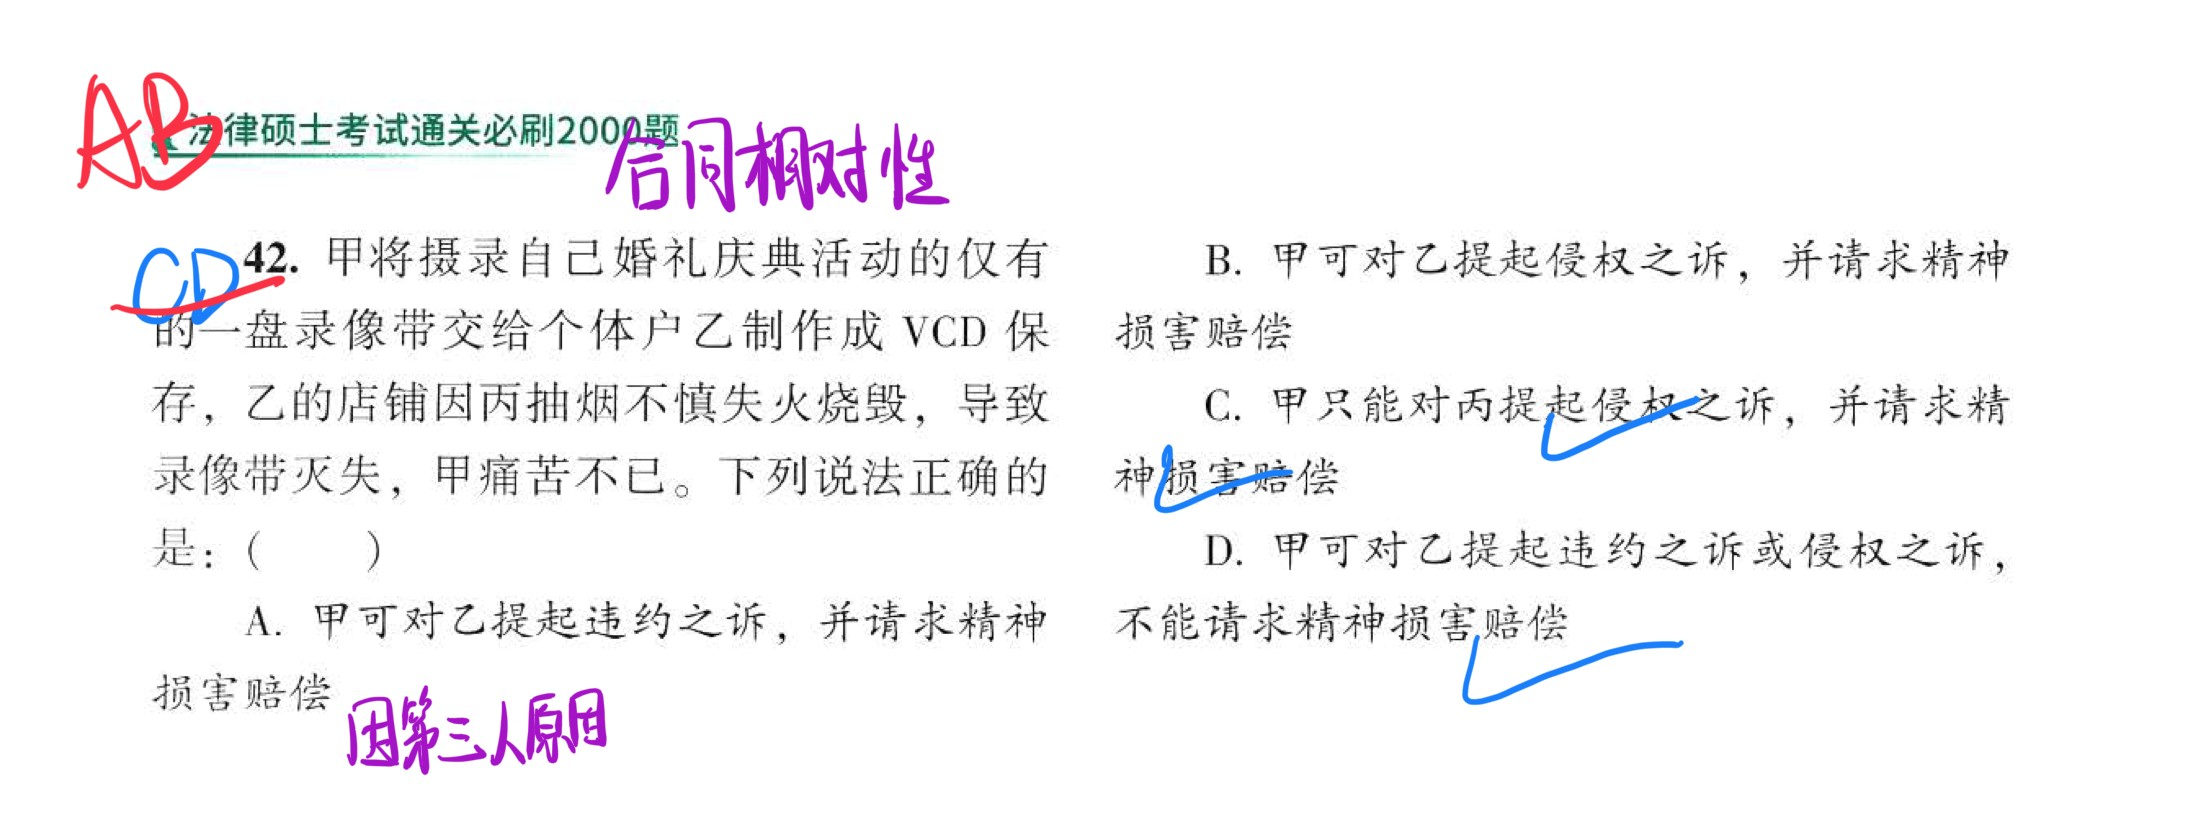 AB
法律硕士考试通关必刷2000题
合同相对性
CD
42. 甲将摄录自己婚礼庆典活动的仅有
的一盘录像带交给个体户乙制作成 VCD 保
存，乙的店铺因丙抽烟不慎失火烧毁，导致
录像带灭失，甲痛苦不已。下列说法正确的
是：(    )
A. 甲可对乙提起违约之诉，并请求精神
损害赔偿
因第三人原因
B. 甲可对乙提起侵权之诉，并请求精神
损害赔偿
C. 甲只能对丙提起侵权之诉，并请求精
神损害赔偿
D. 甲可对乙提起违约之诉或侵权之诉，
不能请求精神损害赔偿